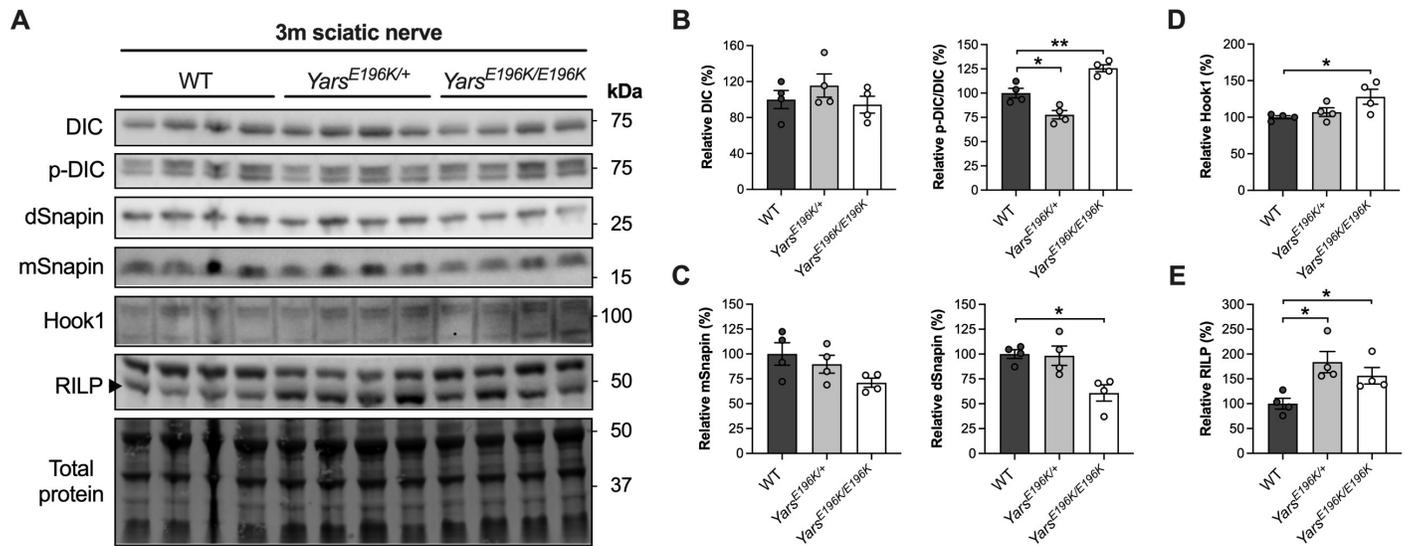 A
3m sciatic nerve
WT
Yars^E196K/+
Yars^E196K/E196K
kDa
DIC
75
p-DIC
75
dSnapin
25
mSnapin
15
Hook1
100
RILP
50
Total
protein
50
37
B
Relative DIC (%)
160
120
80
40
0
WT
Yars^E196K/+
Yars^E196K/E196K
Relative p-DIC/DIC (%)
150
125
100
75
50
25
0
*
**
WT
Yars^E196K/+
Yars^E196K/E196K
C
Relative mSnapin (%)
150
125
100
75
50
25
0
WT
Yars^E196K/+
Yars^E196K/E196K
Relative dSnapin (%)
150
125
100
75
50
25
0
*
WT
Yars^E196K/+
Yars^E196K/E196K
D
Relative Hook1 (%)
200
150
100
50
0
*
WT
Yars^E196K/+
Yars^E196K/E196K
E
Relative RILP (%)
300
250
200
150
100
50
0
*
*
WT
Yars^E196K/+
Yars^E196K/E196K